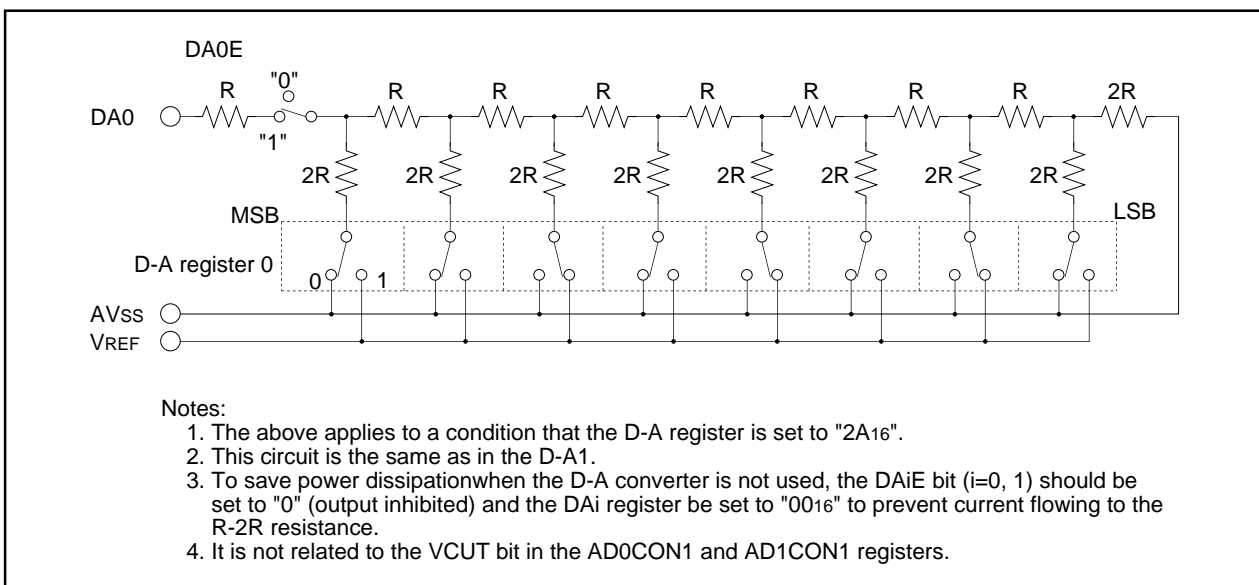 DA0E
"0"
R R R R R R R R 2R
DA0
"1"
2R 2R 2R 2R 2R 2R 2R 2R
MSB LSB
D-A register 0
0 1
AVss
VREF
Notes:
1. The above applies to a condition that the D-A register is set to "2A16".
2. This circuit is the same as in the D-A1.
3. To save power dissipationwhen the D-A converter is not used, the DAiE bit (i=0, 1) should be
set to "0" (output inhibited) and the DAi register be set to "0016" to prevent current flowing to the
R-2R resistance.
4. It is not related to the VCUT bit in the AD0CON1 and AD1CON1 registers.